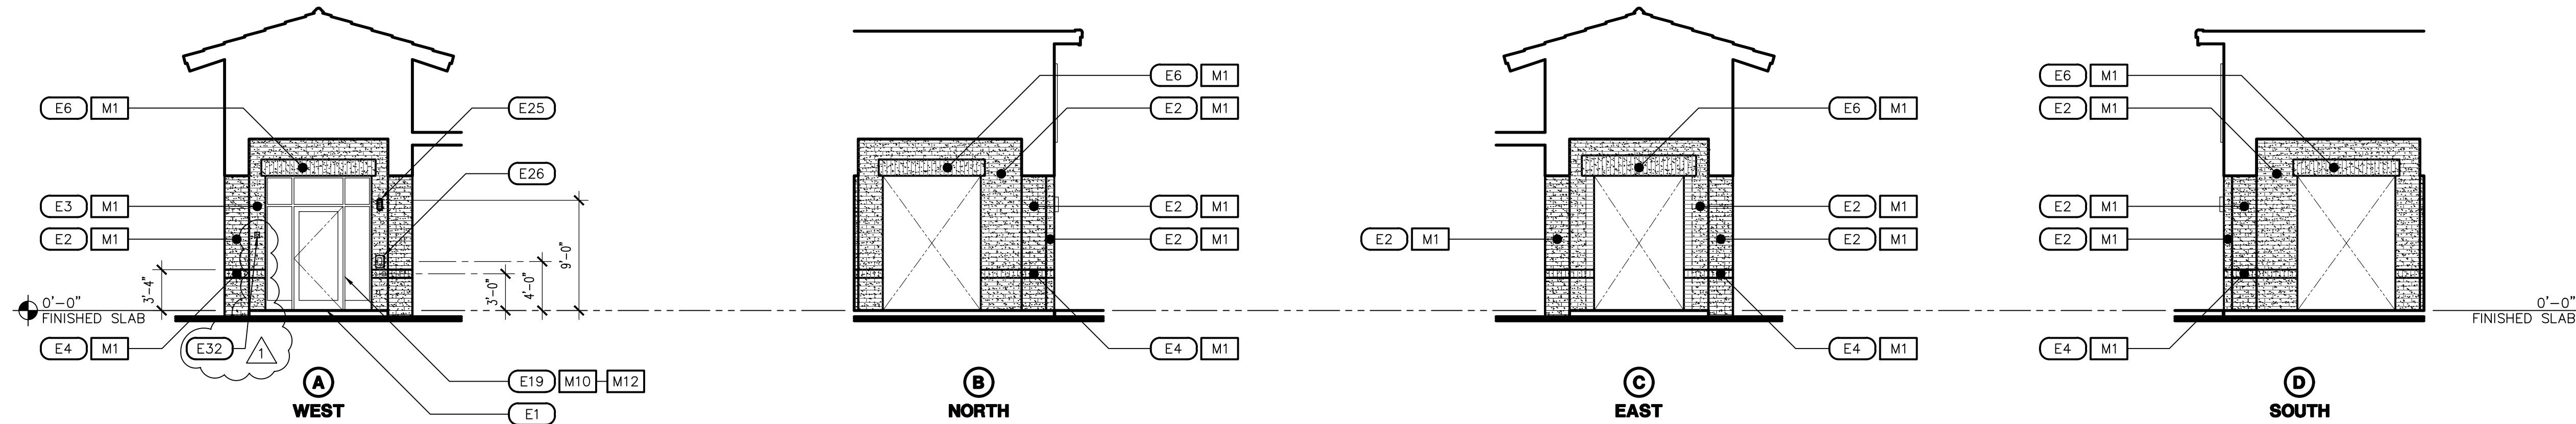 E6 M1
E25
E26
E3 M1
E2 M1
9'-0"
3'-4"
3'-0"
4'-0"
0'-0"
FINISHED SLAB
E4 M1
E32
1
E19 M10 M12
E1
A
WEST
E6 M1
E2 M1
E2 M1
E2 M1
E4 M1
B
NORTH
E6 M1
E2 M1
E2 M1
E2 M1
E4 M1
C
EAST
E6 M1
E2 M1
E2 M1
E2 M1
E4 M1
0'-0"
FINISHED SLAB
D
SOUTH